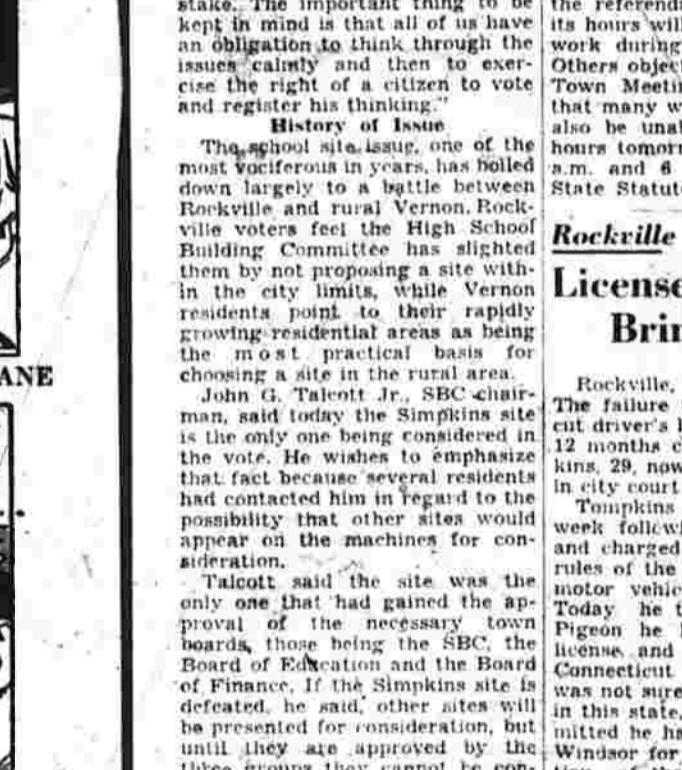 ANE
stake. The important thing to be
kept in mind is that all of us have
an obligation to think through the
issues calmly and then to exer-
cise the right of a citizen to vote
and register his thinking."
History of Issue
The school site issue, one of the
most vociferous in years, has boiled
down largely to a battle between
Rockville and rural Vernon. Rock-
ville voters feel the High School
Building Committee has slighted
them by not proposing a site with-
in the city limits, while Vernon
residents point to their rapidly
growing residential areas as being
the most practical basis for
choosing a site in the rural area.
John G. Talcott Jr., SBC chair-
man, said today the Simpkins site
is the only one being considered in
the vote. He wishes to emphasize
that fact because several residents
had contacted him in regard to the
possibility that other sites would
appear on the machines for con-
sideration.
Talcott said the site was the
only one that had gained the ap-
proval of the necessary town
boards, those being the SBC, the
Board of Education and the Board
of Finance. If the Simpkins site is
defeated, he said, other sites will
be presented for consideration, but
until they are approved by the
three groups they cannot be con-
the referend
its hours will
work during
Others object
Town Meetin
that many w
also be unab
hours tomorr
a.m. and 6
State Statut
Rockville
License
Brin
Rockville,
The failure
cut driver's l
12 months c
kins, 29, now
in city court
Tompkins
week followi
and charged
rules of the
motor vehic
Today he t
Pigeon he
license, and
Connecticut
was not sure
in this state,
mitted he ha
Windsor for